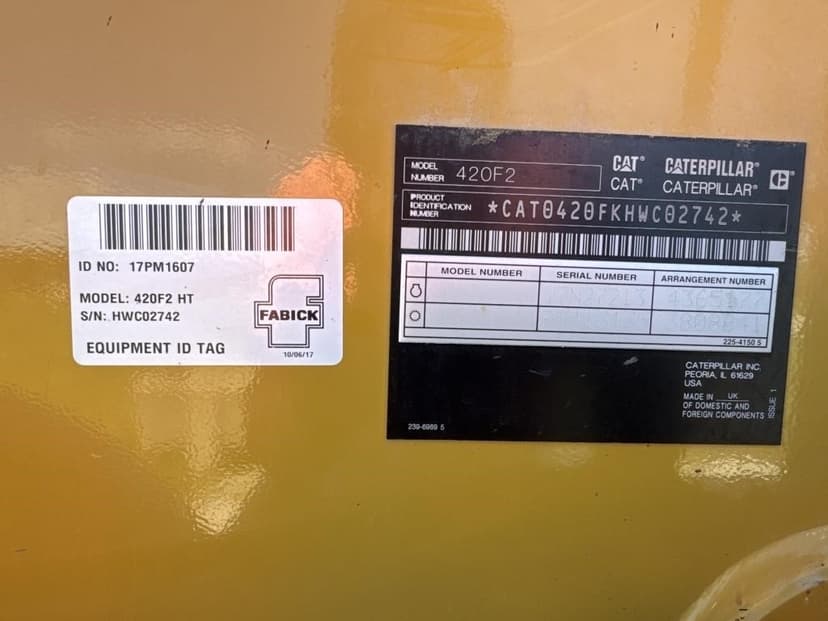 ID NO: 17PM1607
MODEL: 420F2 HT
S/N: HWC02742
FABICK
EQUIPMENT ID TAG
10/06/17
MODEL NUMBER 420F2
CAT® CATERPILLAR®
CAT® CATERPILLAR®
PRODUCT IDENTIFICATION NUMBER *CAT0420FKHWC02742*
MODEL NUMBER SERIAL NUMBER ARRANGEMENT NUMBER
225-4150 5
CATERPILLAR INC.
PEORIA, IL 61629
USA
MADE IN UK
OF DOMESTIC AND
FOREIGN COMPONENTS
ISSUE 1
239-6989 5